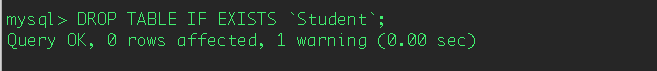 mysql> DROP TABLE IF EXISTS `Student`;
Query OK, 0 rows affected, 1 warning (0.00 sec)